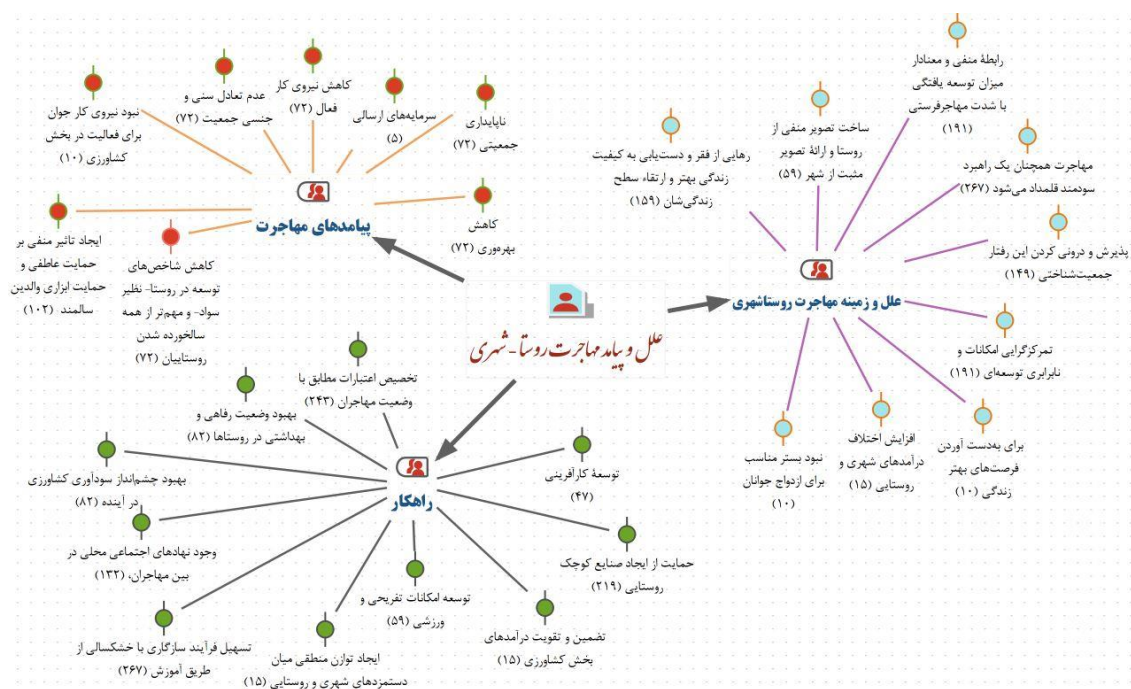 رابطهٔ منفی و معنادار
میزان توسعه یافتگی
با شدت مهاجرفرستی
(۱۹۱)
ساخت تصویر منفی از
روستا و ارائهٔ تصویر
مثبت از شهر (۵۹)
رهایی از فقر و دست‌یابی به کیفیت
زندگی بهتر و ارتقاء سطح
زندگی‌شان (۱۵۹)
مهاجرت همچنان یک راهبرد
سودمند قلمداد می‌شود (۲۶۷)
پذیرش و درونی کردن این رفتار
جمعیت‌شناختی (۱۴۹)
علل و زمینه مهاجرت روستاشهری
تمرکزگرایی امکانات و
نابرابری توسعه‌ای (۱۹۱)
برای به‌دست آوردن
فرصت‌های بهتر
زندگی (۱۰)
افزایش اختلاف
درآمدهای شهری و
روستایی (۱۵)
نبود بستر مناسب
برای ازدواج جوانان
(۱۰)
علل و پیامد مهاجرت روستا - شهری
ناپایداری
جمعیتی (۷۲)
سرمایه‌های ارسالی
(۵)
کاهش نیروی کار
فعال (۷۲)
عدم تعادل سنی و
جنسی جمعیت (۷۲)
نبود نیروی کار جوان
برای فعالیت در بخش
کشاورزی (۱۰)
پیامدهای مهاجرت
کاهش
بهره‌وری (۷۲)
کاهش شاخص‌های
توسعه در روستا- نظیر
سواد- و مهم‌تر از همه
سالخورده شدن
روستاییان (۷۲)
ایجاد تاثیر منفی بر
حمایت عاطفی و
حمایت ابزاری والدین
سالمند (۱۰۲)
تخصیص اعتبارات مطابق با
وضعیت مهاجران (۲۴۳)
بهبود وضعیت رفاهی و
بهداشتی در روستاها (۸۲)
بهبود چشم‌انداز سودآوری کشاورزی
در آینده (۸۲)
راهکار
توسعهٔ کارآفرینی
(۴۷)
وجود نهادهای اجتماعی محلی در
بین مهاجران، (۱۳۲)
حمایت از ایجاد صنایع کوچک
روستایی (۲۱۹)
توسعه امکانات تفریحی و
ورزشی (۵۹)
تضمین و تقویت درآمدهای
بخش کشاورزی (۱۵)
ایجاد توازن منطقی میان
دستمزدهای شهری و روستایی (۱۵)
تسهیل فرآیند سازگاری با خشکسالی از
طریق آموزش (۲۶۷)